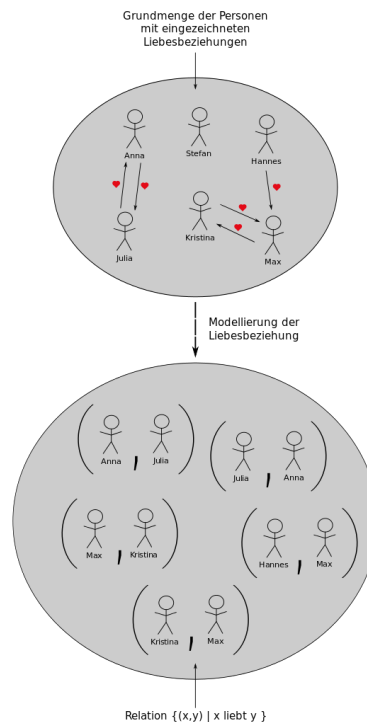 Grundmenge der Personen
mit eingezeichneten
Liebesbeziehungen
Anna
Stefan
Hannes
Julia
Kristina
Max
Modellierung der
Liebesbeziehung
( Anna , Julia )
( Julia , Anna )
( Max , Kristina )
( Hannes , Max )
( Kristina , Max )
Relation {(x,y) | x liebt y }